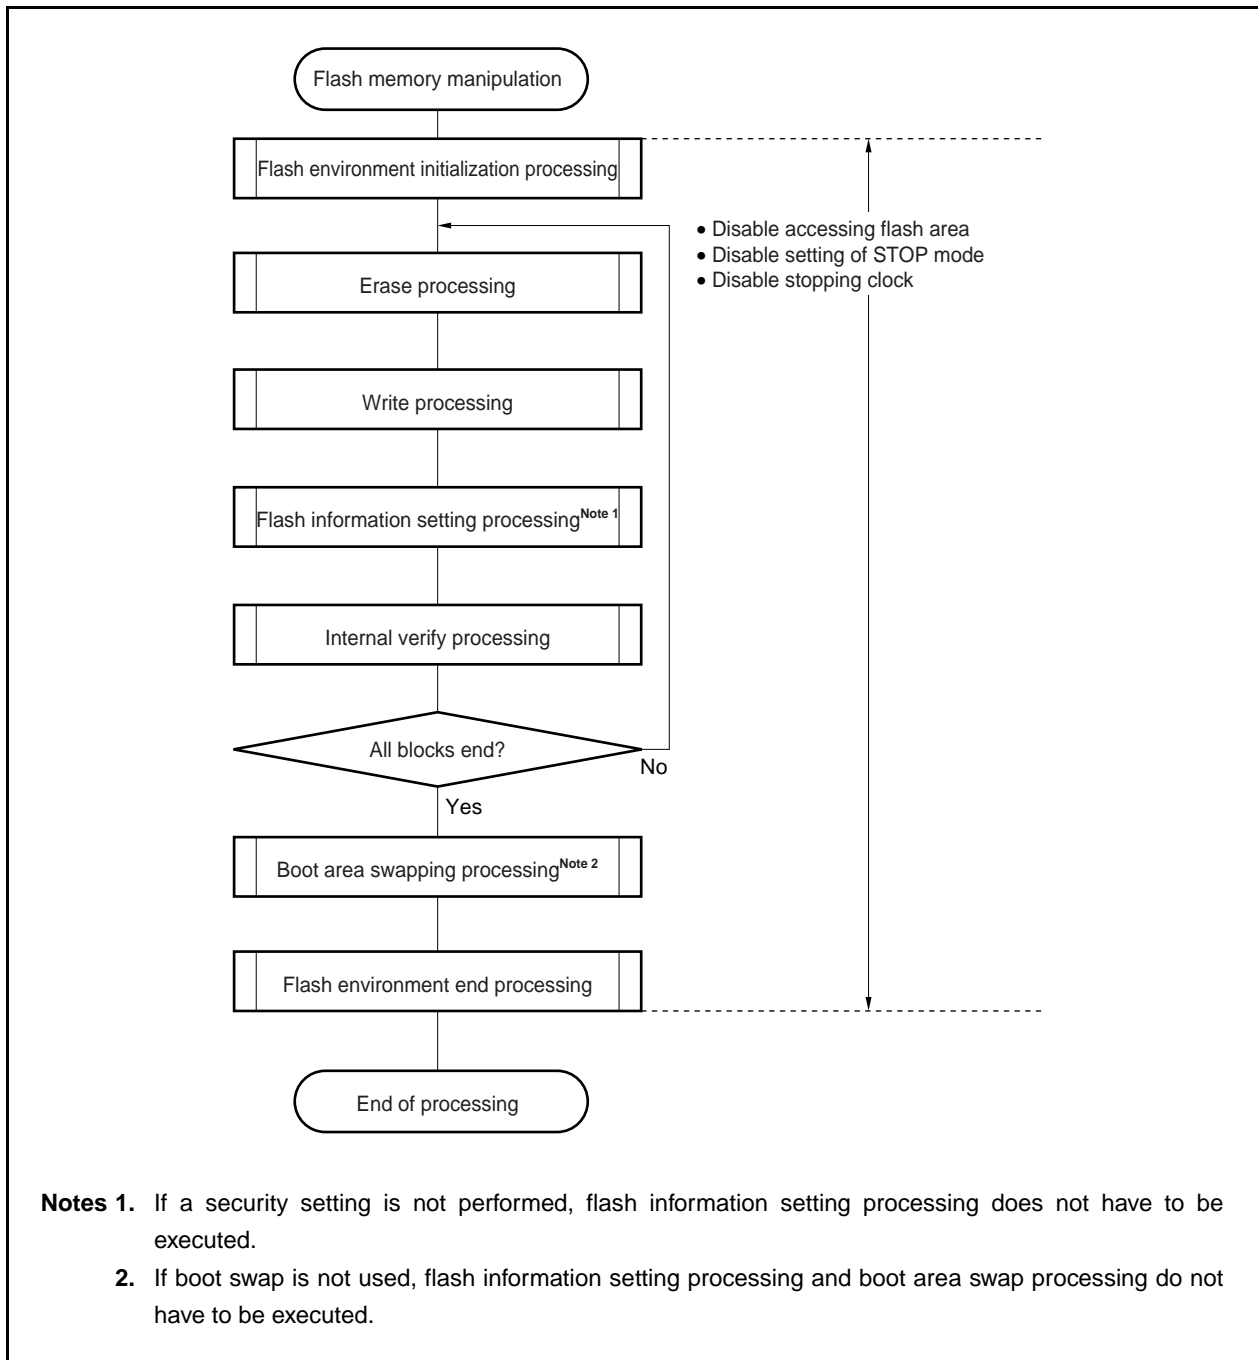 Flash memory manipulation
Flash environment initialization processing
• Disable accessing flash area
• Disable setting of STOP mode
• Disable stopping clock
Erase processing
Write processing
Flash information setting processingNote 1
Internal verify processing
All blocks end?
No
Yes
Boot area swapping processingNote 2
Flash environment end processing
End of processing
Notes 1. If a security setting is not performed, flash information setting processing does not have to be
executed.
2. If boot swap is not used, flash information setting processing and boot area swap processing do not
have to be executed.